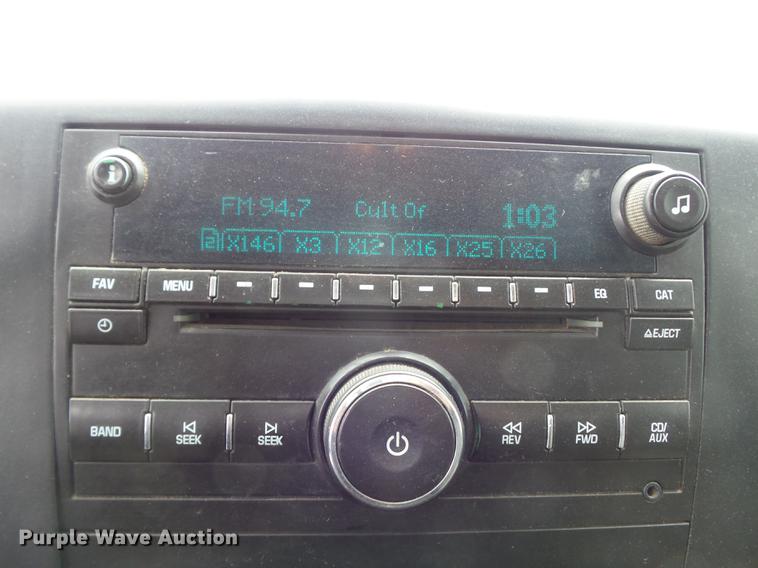 i
FM 94.7 Cult Of 1:03
2 X146 X3 X12 X16 X25 X26
FAV MENU EQ CAT
EJECT
BAND SEEK SEEK REV FWD CD/
AUX
Purple Wave Auction